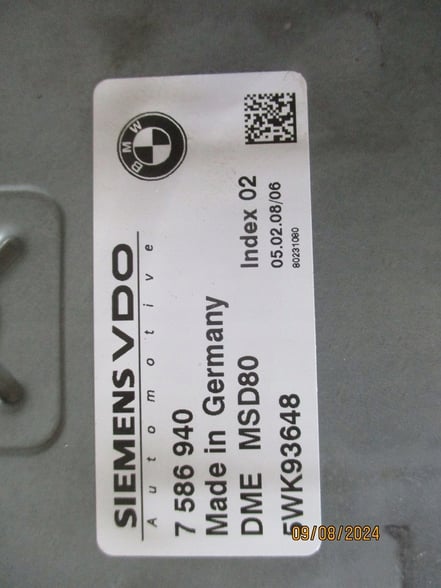 BMW
SIEMENS VDO
Automotive
7 586 940
Made in Germany
DME MSD80 Index 02
5WK93648 05.02.08/06
80231080
09/08/2024